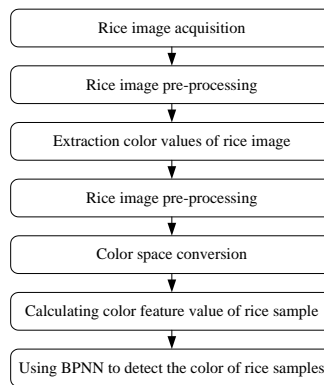 Rice image acquisition
Rice image pre-processing
Extraction color values of rice image
Rice image pre-processing
Color space conversion
Calculating color feature value of rice sample
Using BPNN to detect the color of rice samples